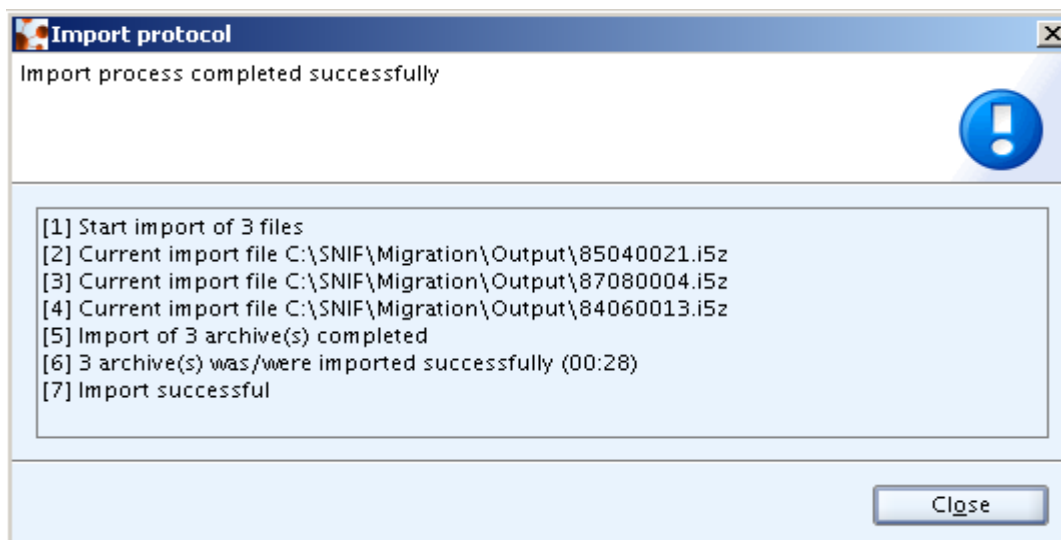 Import protocol
Import process completed successfully
[1] Start import of 3 files
[2] Current import file C:\SNIF\Migration\Output\85040021.i5z
[3] Current import file C:\SNIF\Migration\Output\87080004.i5z
[4] Current import file C:\SNIF\Migration\Output\84060013.i5z
[5] Import of 3 archive(s) completed
[6] 3 archive(s) was/were imported successfully (00:28)
[7] Import successful
Close